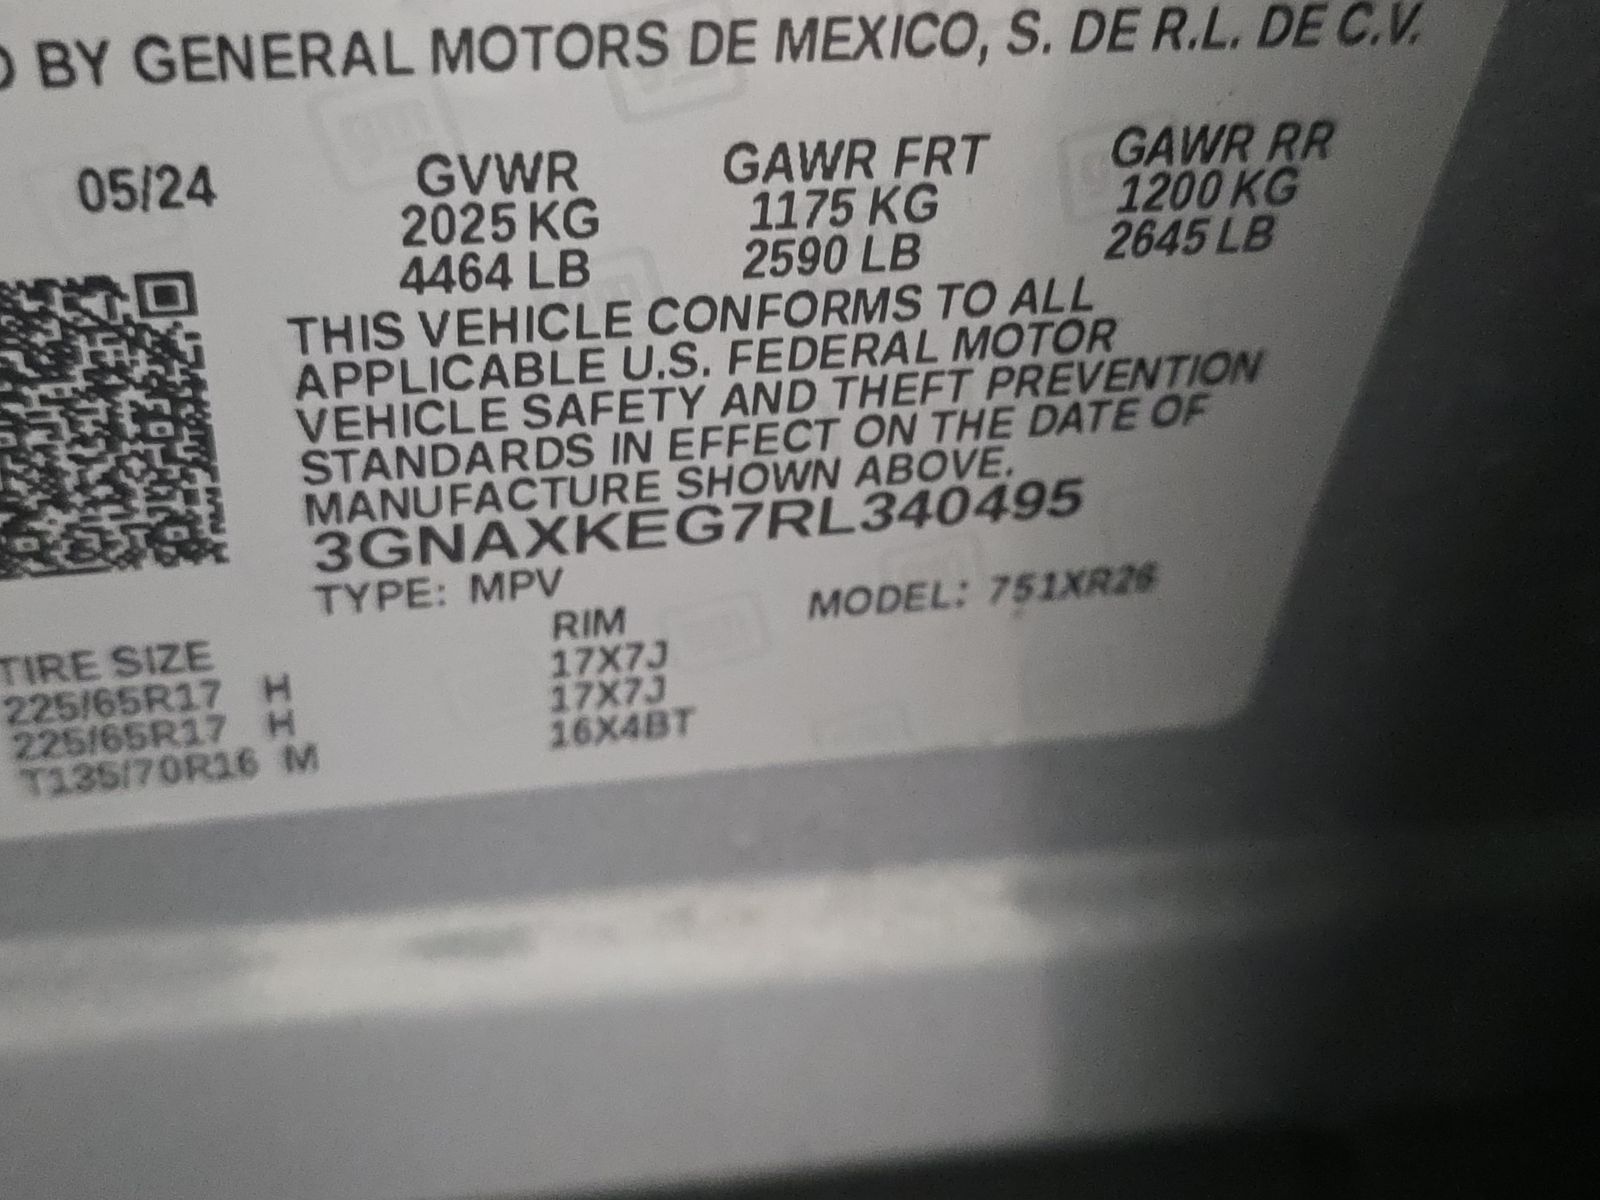 D BY GENERAL MOTORS DE MEXICO, S. DE R.L. DE C.V.
05/24 GVWR GAWR FRT GAWR RR
2025 KG 1175 KG 1200 KG
4464 LB 2590 LB 2645 LB
THIS VEHICLE CONFORMS TO ALL
APPLICABLE U.S. FEDERAL MOTOR
VEHICLE SAFETY AND THEFT PREVENTION
STANDARDS IN EFFECT ON THE DATE OF
MANUFACTURE SHOWN ABOVE.
3GNAXKEG7RL340495
TYPE: MPV MODEL: 751XR26
TIRE SIZE RIM
225/65R17 H 17X7J
225/65R17 H 17X7J
T135/70R16 M 16X4BT